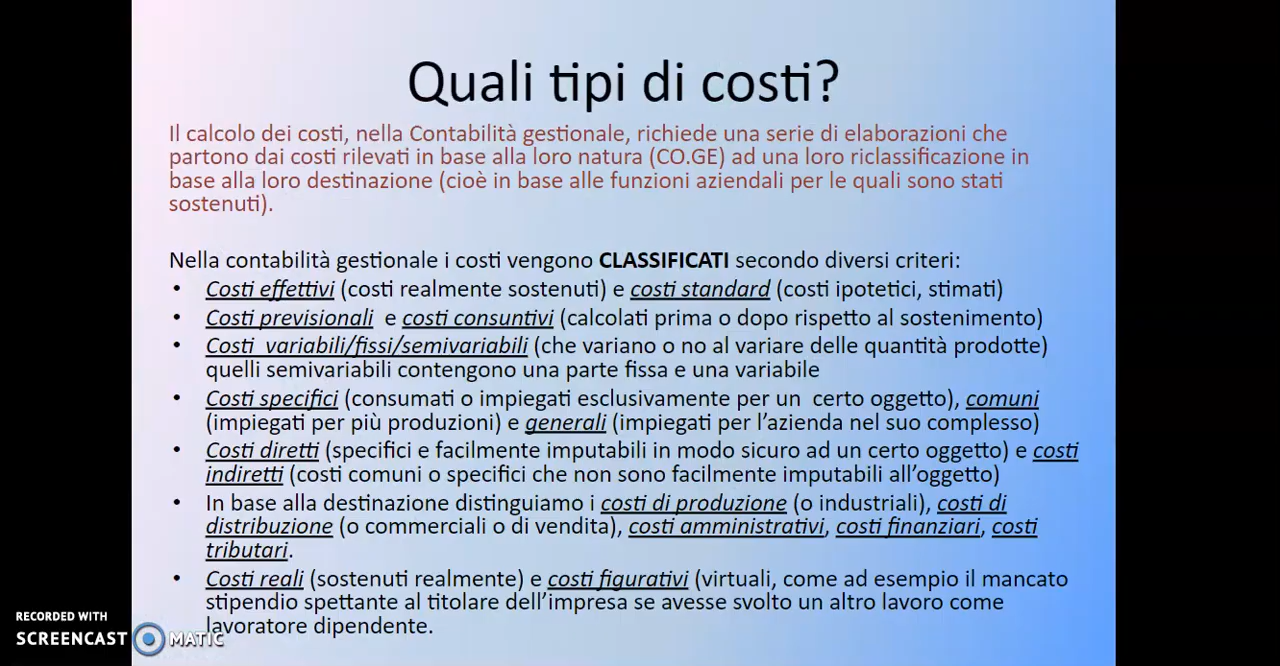 Quali tipi di costi?
Il calcolo dei costi, nella Contabilità gestionale, richiede una serie di elaborazioni che
partono dai costi rilevati in base alla loro natura (CO.GE) ad una loro riclassificazione in
base alla loro destinazione (cioè in base alle funzioni aziendali per le quali sono stati
sostenuti).
Nella contabilità gestionale i costi vengono CLASSIFICATI secondo diversi criteri:
• Costi effettivi (costi realmente sostenuti) e costi standard (costi ipotetici, stimati)
• Costi previsionali e costi consuntivi (calcolati prima o dopo rispetto al sostenimento)
• Costi variabili/fissi/semivariabili (che variano o no al variare delle quantità prodotte)
quelli semivariabili contengono una parte fissa e una variabile
• Costi specifici (consumati o impiegati esclusivamente per un certo oggetto), comuni
(impiegati per più produzioni) e generali (impiegati per l’azienda nel suo complesso)
• Costi diretti (specifici e facilmente imputabili in modo sicuro ad un certo oggetto) e costi
indiretti (costi comuni o specifici che non sono facilmente imputabili all’oggetto)
• In base alla destinazione distinguiamo i costi di produzione (o industriali), costi di
distribuzione (o commerciali o di vendita), costi amministrativi, costi finanziari, costi
tributari.
• Costi reali (sostenuti realmente) e costi figurativi (virtuali, come ad esempio il mancato
stipendio spettante al titolare dell’impresa se avesse svolto un altro lavoro come
lavoratore dipendente.
RECORDED WITH
SCREENCAST MATIC